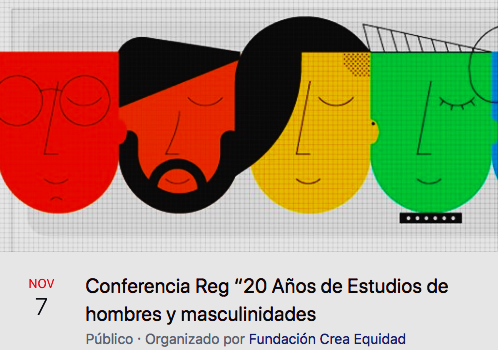 NOV
7
Conferencia Reg “20 Años de Estudios de
hombres y masculinidades
Público · Organizado por Fundación Crea Equidad